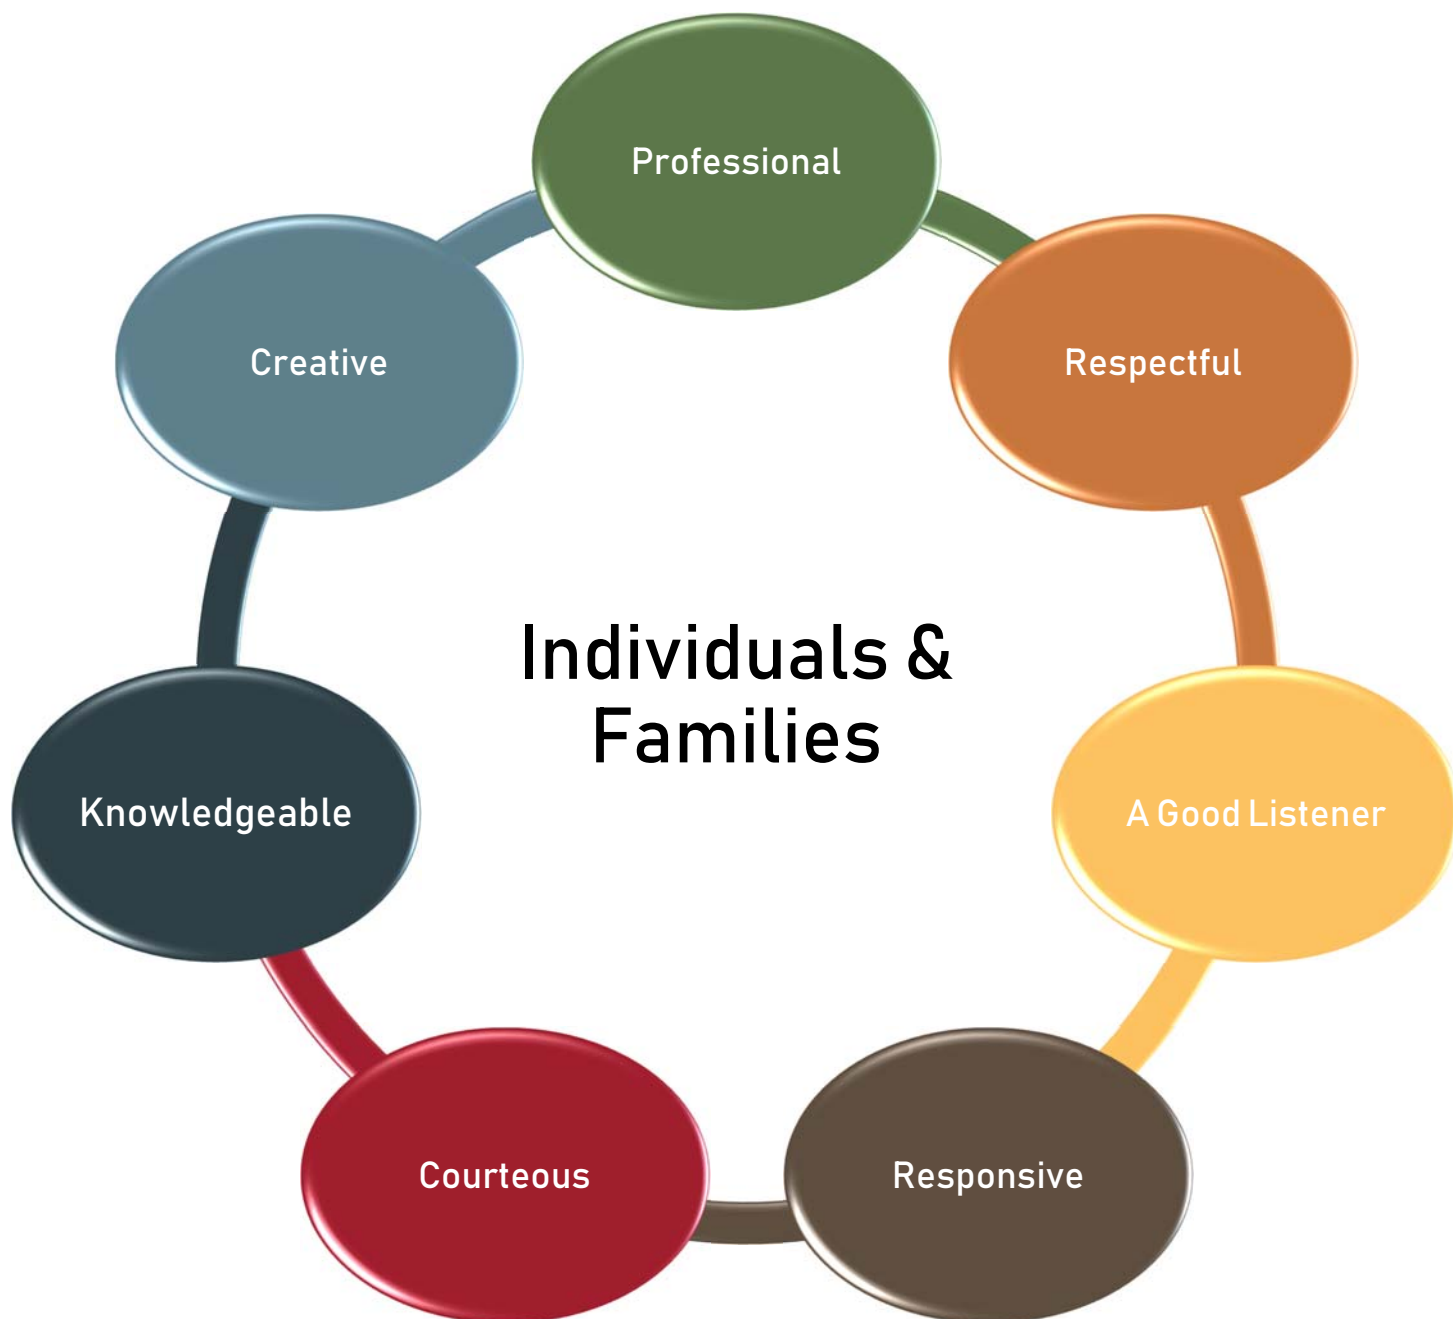 Professional
Respectful
A Good Listener
Responsive
Courteous
Knowledgeable
Creative
Individuals &
Families